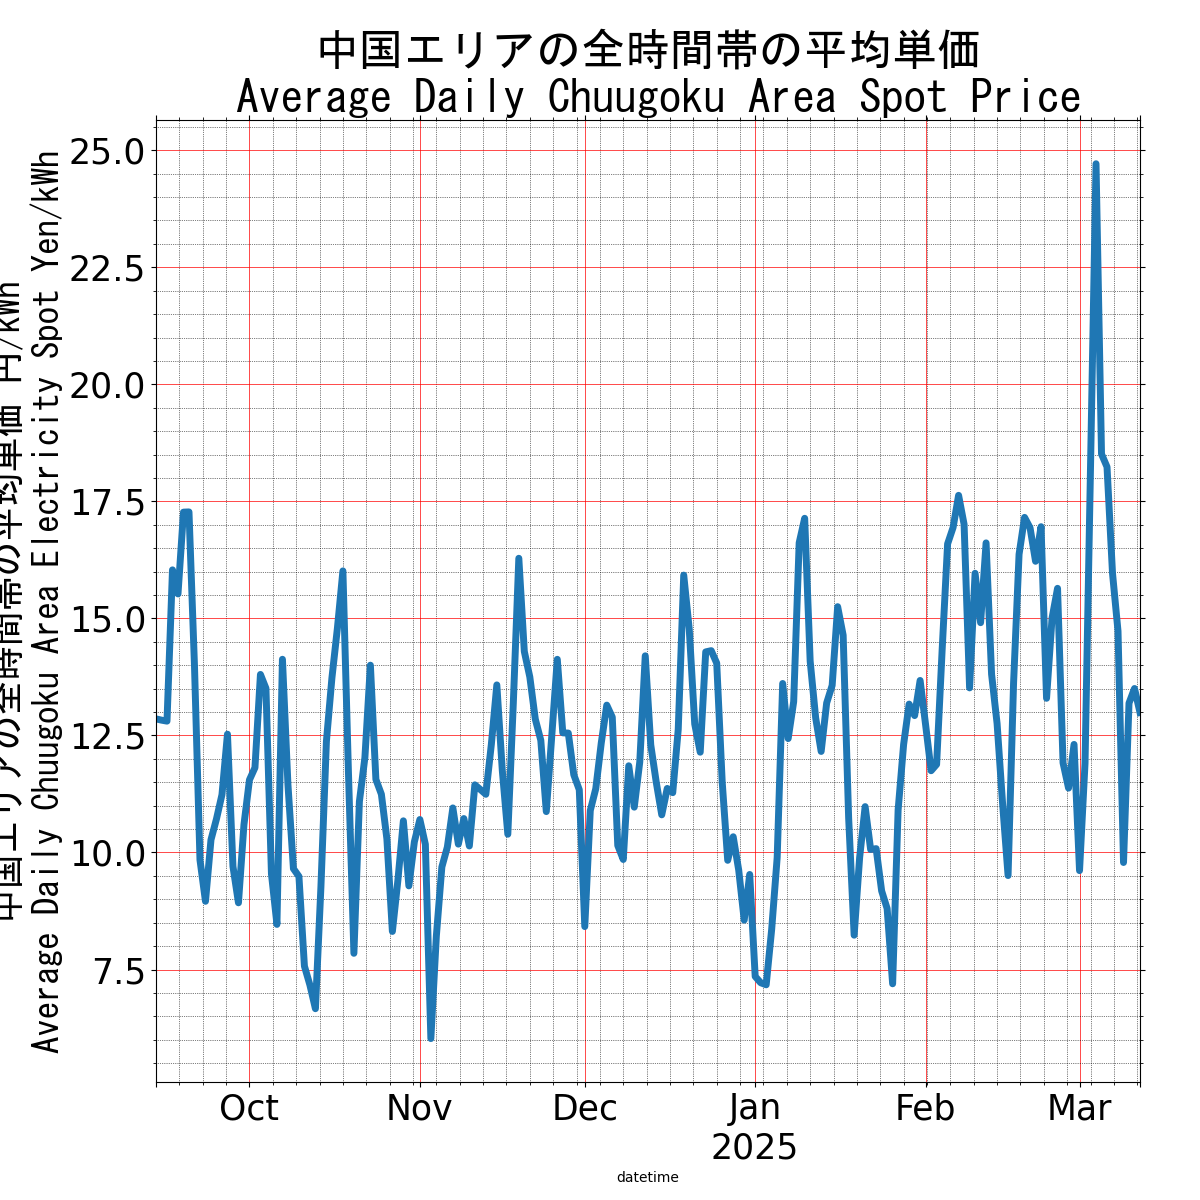 中国エリアの全時間帯の平均単価
Average Daily Chuugoku Area Spot Price
中国エリアの全時間帯の平均単価 円/kWh
Average Daily Chuugoku Area Electricity Spot Yen/kWh
25.0
22.5
20.0
17.5
15.0
12.5
10.0
7.5
Oct Nov Dec Jan Feb Mar
2025
datetime